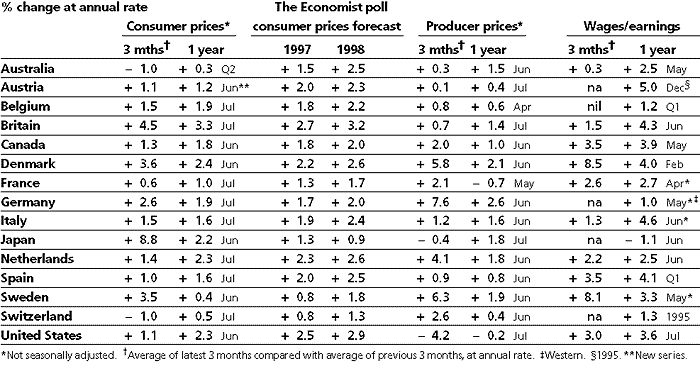 % change at annual rate The Economist poll
Consumer prices* consumer prices forecast Producer prices* Wages/earnings
3 mths† 1 year 1997 1998 3 mths† 1 year 3 mths† 1 year
Australia – 1.0 + 0.3 Q2 + 1.5 + 2.5 + 0.3 + 1.5 Jun + 0.3 + 2.5 May
Austria + 1.1 + 1.2 Jun** + 2.0 + 2.3 + 0.1 + 0.4 Jul na + 5.0 Dec§
Belgium + 1.5 + 1.9 Jul + 1.8 + 2.2 + 0.8 + 0.6 Apr nil + 1.2 Q1
Britain + 4.5 + 3.3 Jul + 2.7 + 3.2 + 0.7 + 1.4 Jul + 1.5 + 4.3 Jun
Canada + 1.3 + 1.8 Jun + 1.8 + 2.0 + 2.0 + 1.0 Jun + 3.5 + 3.9 May
Denmark + 3.6 + 2.4 Jun + 2.2 + 2.6 + 5.8 + 2.1 Jun + 8.5 + 4.0 Feb
France + 0.6 + 1.0 Jul + 1.3 + 1.7 + 2.1 – 0.7 May + 2.6 + 2.7 Apr*
Germany + 2.6 + 1.9 Jul + 1.7 + 2.0 + 7.6 + 2.6 Jun na + 1.0 May*‡
Italy + 1.5 + 1.6 Jul + 1.9 + 2.4 + 1.2 + 1.6 Jun + 1.3 + 4.6 Jun*
Japan + 8.8 + 2.2 Jun + 1.3 + 0.9 – 0.4 + 1.8 Jul na – 1.1 Jun
Netherlands + 1.4 + 2.3 Jul + 2.3 + 2.6 + 4.1 + 1.8 Jun + 2.2 + 2.5 Jun
Spain + 1.0 + 1.6 Jul + 2.0 + 2.5 + 0.9 + 0.8 Jun + 3.5 + 4.1 Q1
Sweden + 3.5 + 0.4 Jun + 0.8 + 1.8 + 6.3 + 1.9 Jun + 8.1 + 3.3 May*
Switzerland – 1.0 + 0.5 Jul + 0.8 + 1.3 + 2.6 + 0.4 Jun na + 1.3 1995
United States + 1.1 + 2.3 Jun + 2.5 + 2.9 – 4.2 – 0.2 Jul + 3.0 + 3.6 Jul
*Not seasonally adjusted. †Average of latest 3 months compared with average of previous 3 months, at annual rate. ‡Western. §1995. **New series.